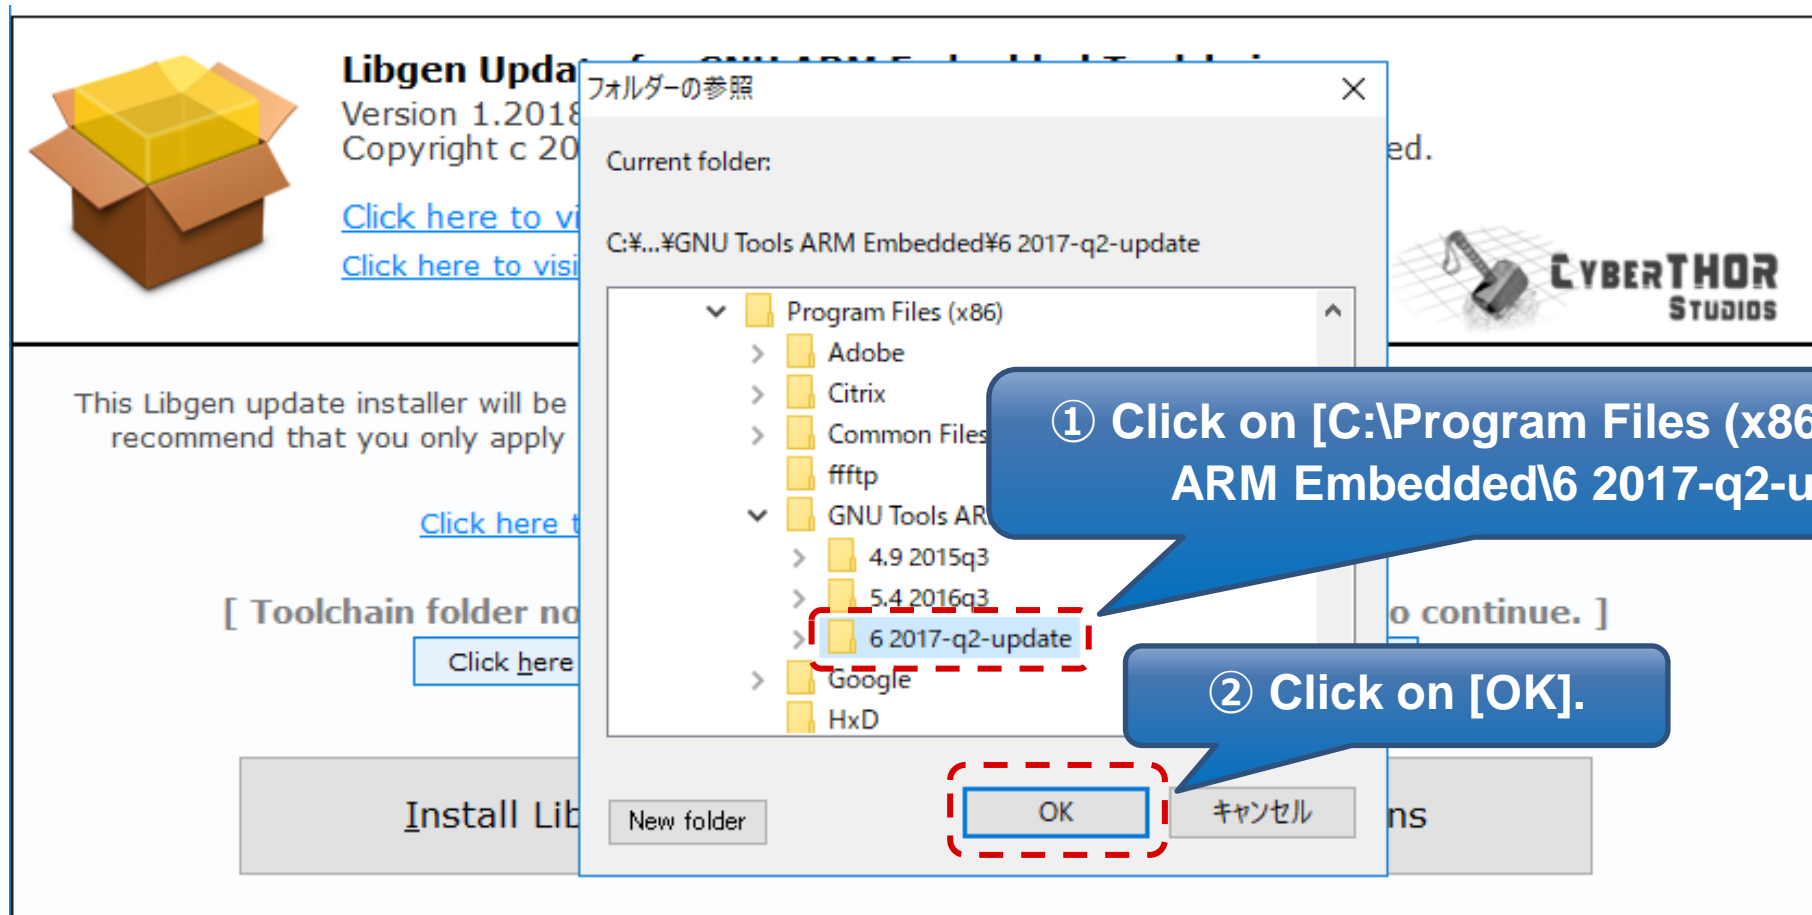 Libgen Upda
Version 1.2018
Copyright c 20
ed.
Click here to vi
Click here to visi
CYBERTHOR
STUDIOS
フォルダーの参照
Current folder:
C:¥...¥GNU Tools ARM Embedded¥6 2017-q2-update
Program Files (x86)
Adobe
Citrix
Common Files
ffftp
GNU Tools AR
4.9 2015q3
5.4 2016q3
6 2017-q2-update
Google
HxD
New folder
OK
キャンセル
① Click on [C:\Program Files (x86
ARM Embedded\6 2017-q2-u
② Click on [OK].
This Libgen update installer will be
recommend that you only apply
Click here t
[ Toolchain folder no
o continue. ]
Click here
Install Lib
ns